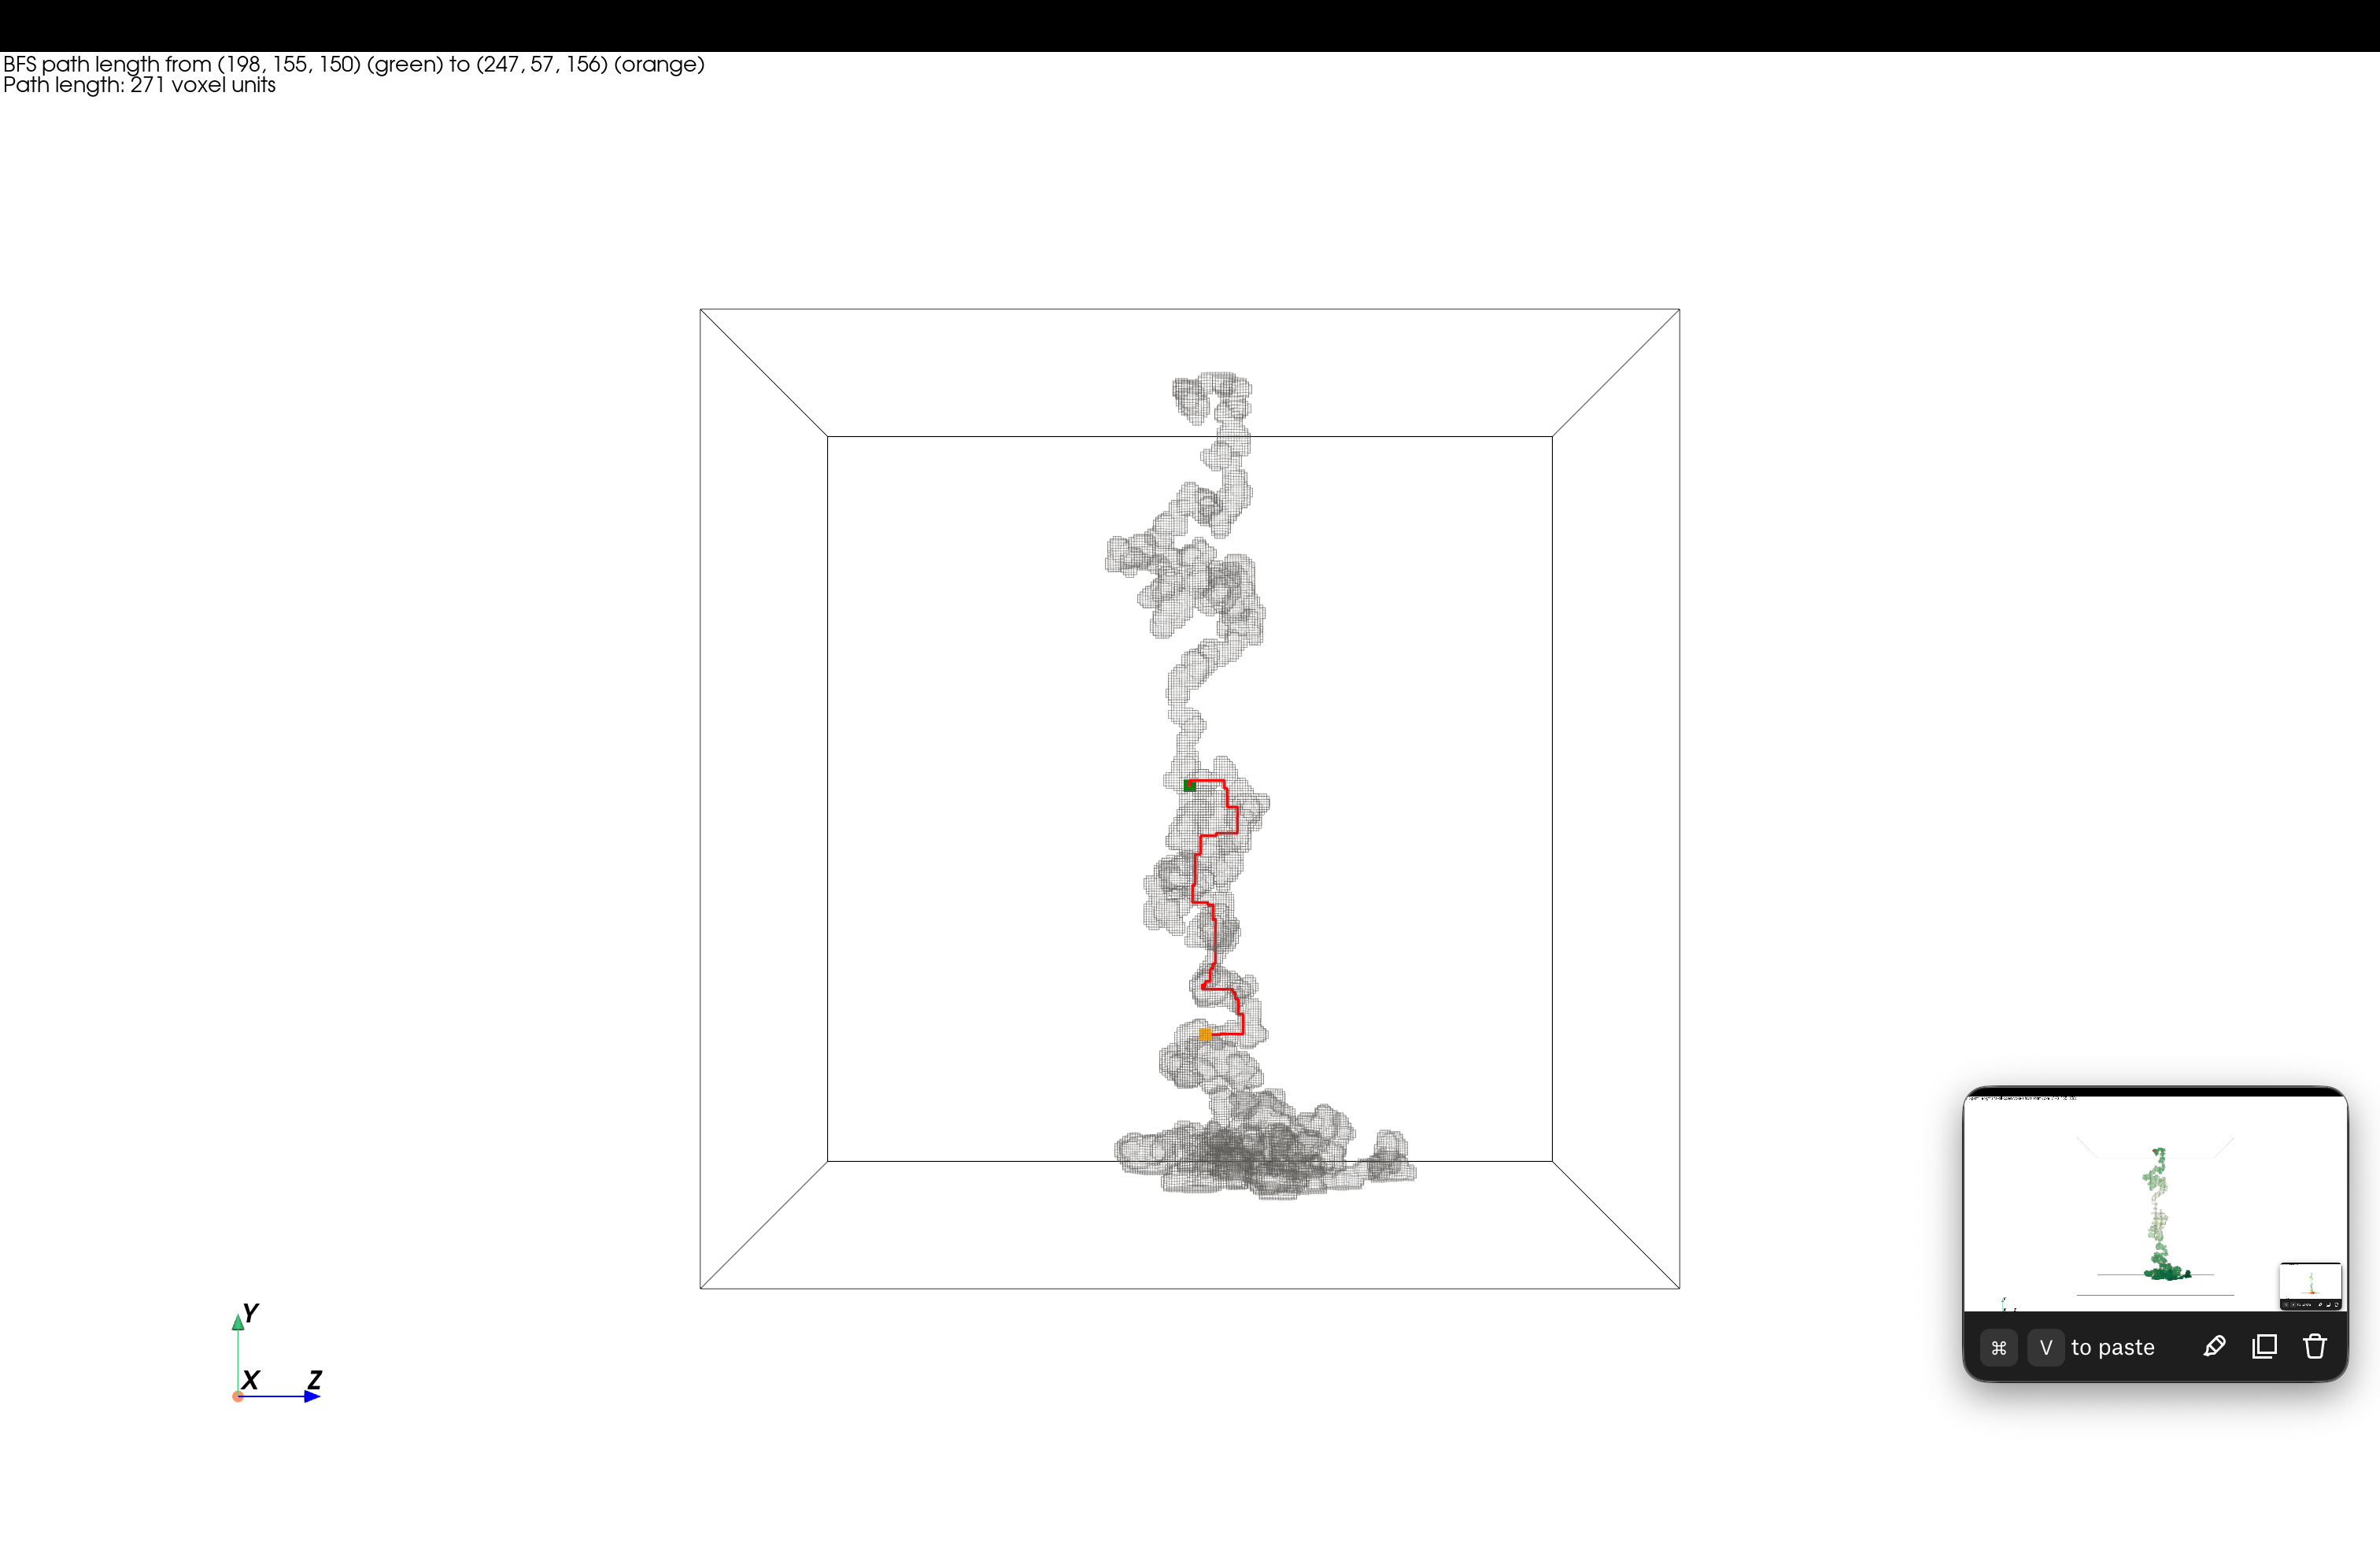 BFS path length from (198, 155, 150) (green) to (247, 57, 156) (orange)
Path length: 271 voxel units
Y
X
Z
⌘ V to paste